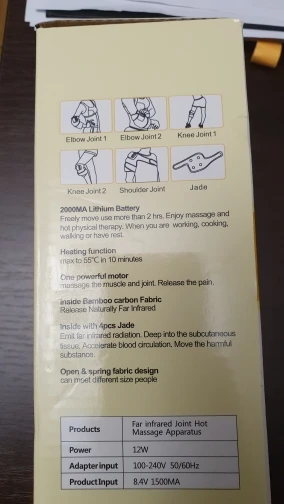 Elbow Joint 1 Elbow Joint 2 Knee Joint 1
Knee Joint 2 Shoulder Joint Jade
2000MA Lithium Battery
Freely move use more than 2 hrs. Enjoy massage and
hot physical therapy. When you are working, cooking,
walking or have rest.
Heating function
max to 55°C in 10 minutes
One powerful motor
massage the muscle and joint. Release the pain.
Inside Bamboo carbon Fabric
Release Naturally Far Infrared
Inside with 4pcs Jade
Emit far infrared radiation. Deep into the subcutaneous
tissue. Accelerate blood circulation. Move the harmful
substance.
Open & spring fabric design
can meet different size people
Products Far infrared Joint Hot
Massage Apparatus
Power 12W
Adapter input 100-240V 50/60Hz
Product Input 8.4V 1500MA